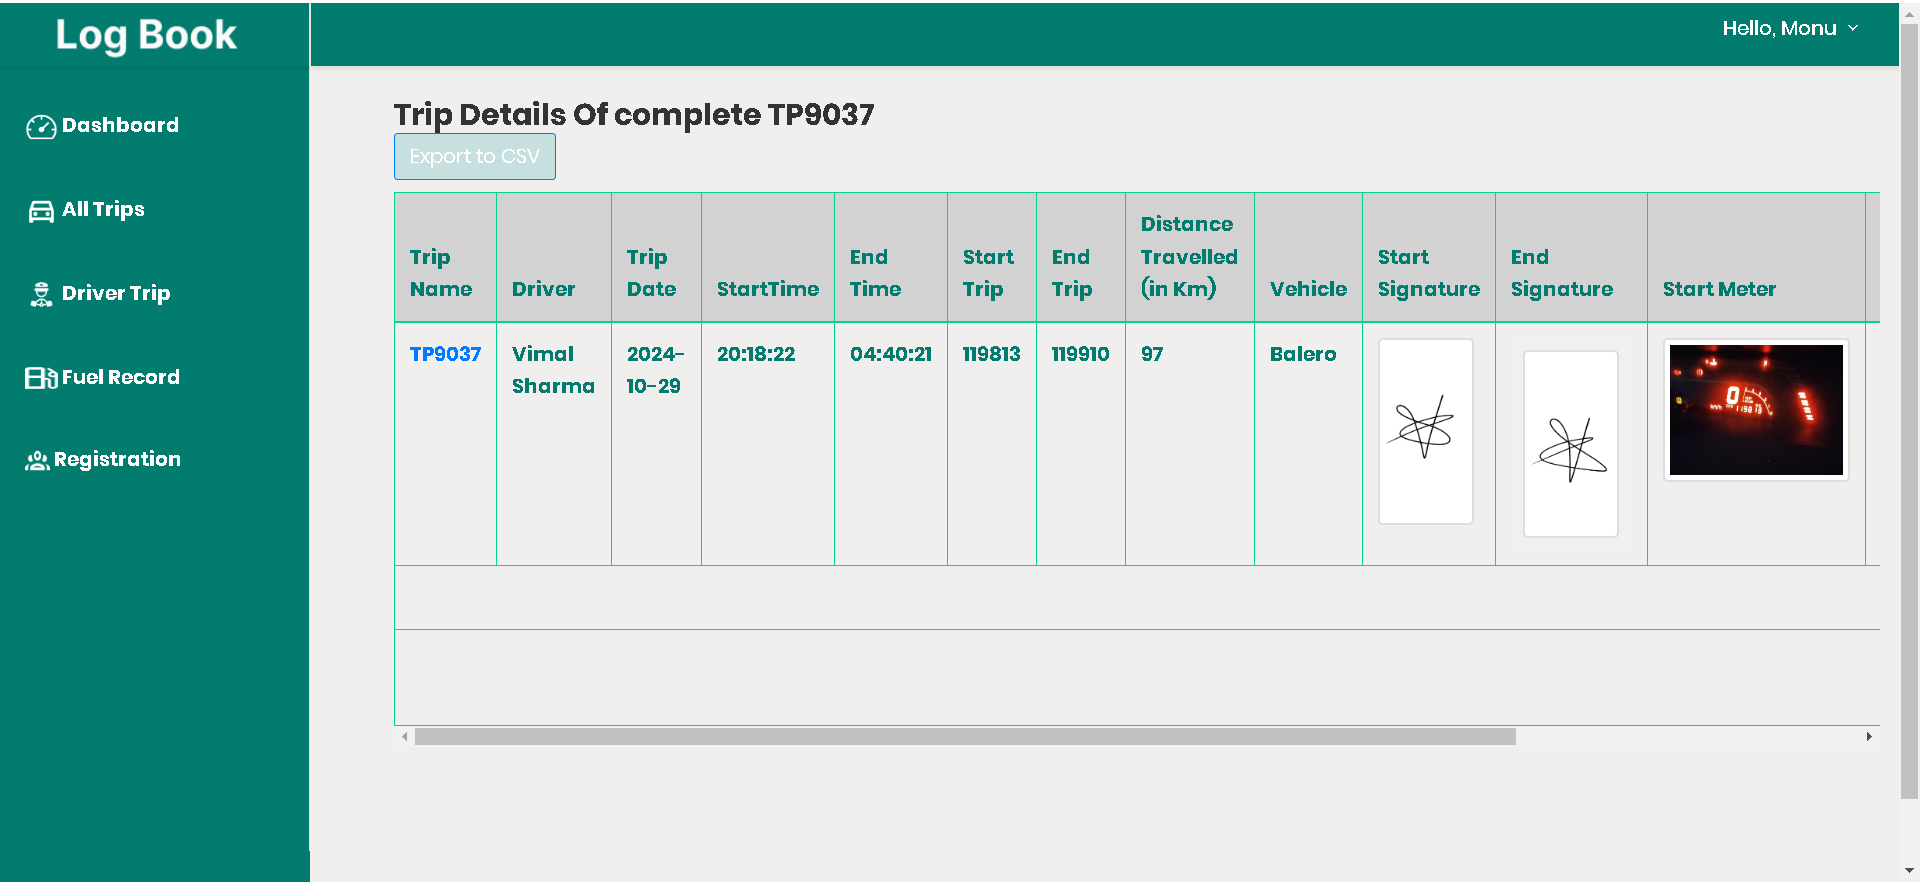 Log Book
Hello, Monu
Dashboard
All Trips
Driver Trip
Fuel Record
Registration
Trip Details Of complete TP9037
Export to CSV
Trip Name
Driver
Trip Date
StartTime
End Time
Start Trip
End Trip
Distance Travelled (in Km)
Vehicle
Start Signature
End Signature
Start Meter
TP9037
Vimal Sharma
2024-10-29
20:18:22
04:40:21
119813
119910
97
Balero
0
km/h